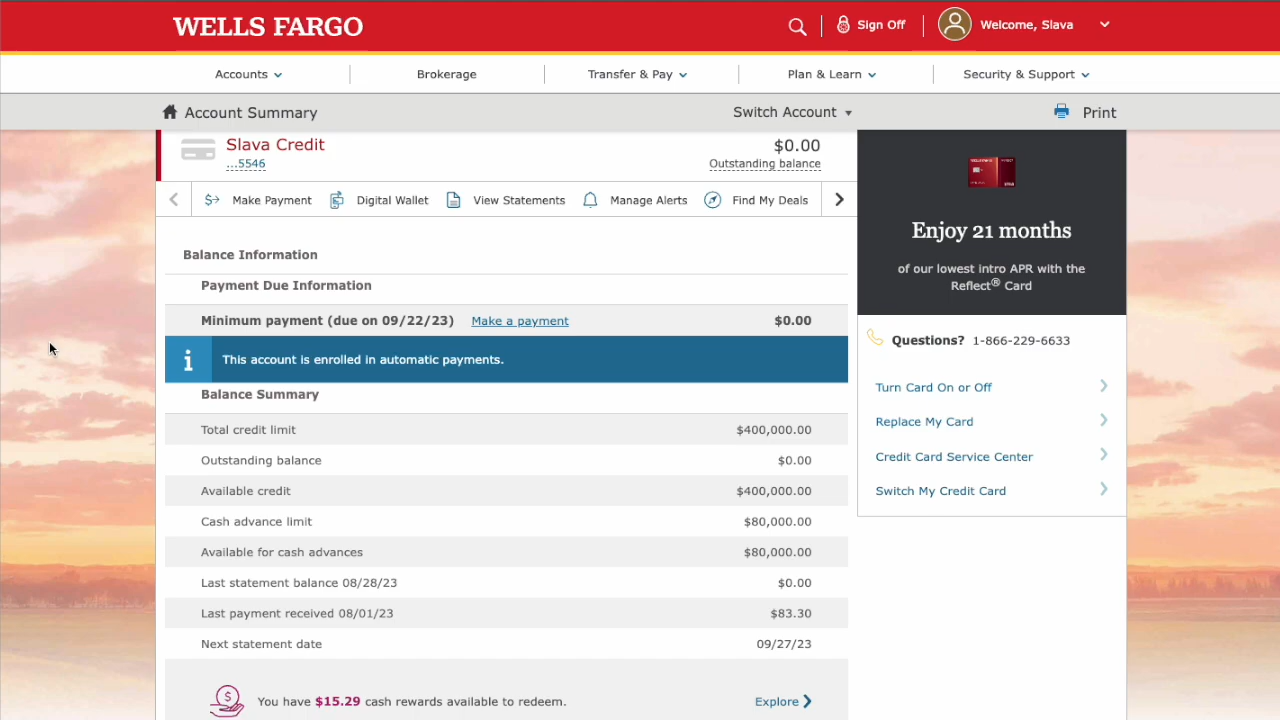 WELLS FARGO
Sign Off
Welcome, Slava
Accounts
Brokerage
Transfer & Pay
Plan & Learn
Security & Support
Account Summary
Switch Account
Print
Slava Credit
...5546
$0.00
Outstanding balance
Make Payment
Digital Wallet
View Statements
Manage Alerts
Find My Deals
Balance Information
Payment Due Information
Minimum payment (due on 09/22/23) Make a payment $0.00
This account is enrolled in automatic payments.
Balance Summary
Total credit limit $400,000.00
Outstanding balance $0.00
Available credit $400,000.00
Cash advance limit $80,000.00
Available for cash advances $80,000.00
Last statement balance 08/28/23 $0.00
Last payment received 08/01/23 $83.30
Next statement date 09/27/23
You have $15.29 cash rewards available to redeem. Explore
Enjoy 21 months
of our lowest intro APR with the
Reflect® Card
Questions? 1-866-229-6633
Turn Card On or Off
Replace My Card
Credit Card Service Center
Switch My Credit Card